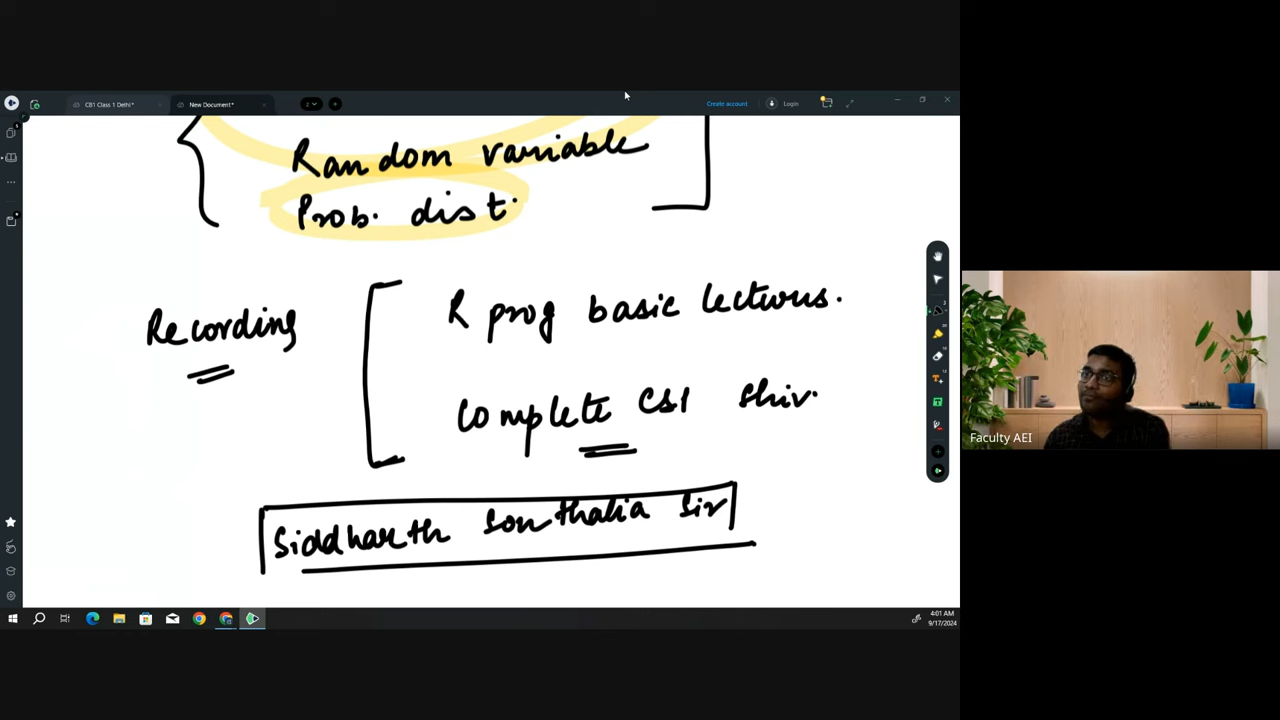 CB1 Class 1 Delhi*
New Document*
2
Create account
Login
Random variable
Prob. dist.
Recording
R prog basic lectures.
Complete CS1 Shiv.
Siddharth Sonthalia Sir
Faculty AEI
4:01 AM
9/17/2024